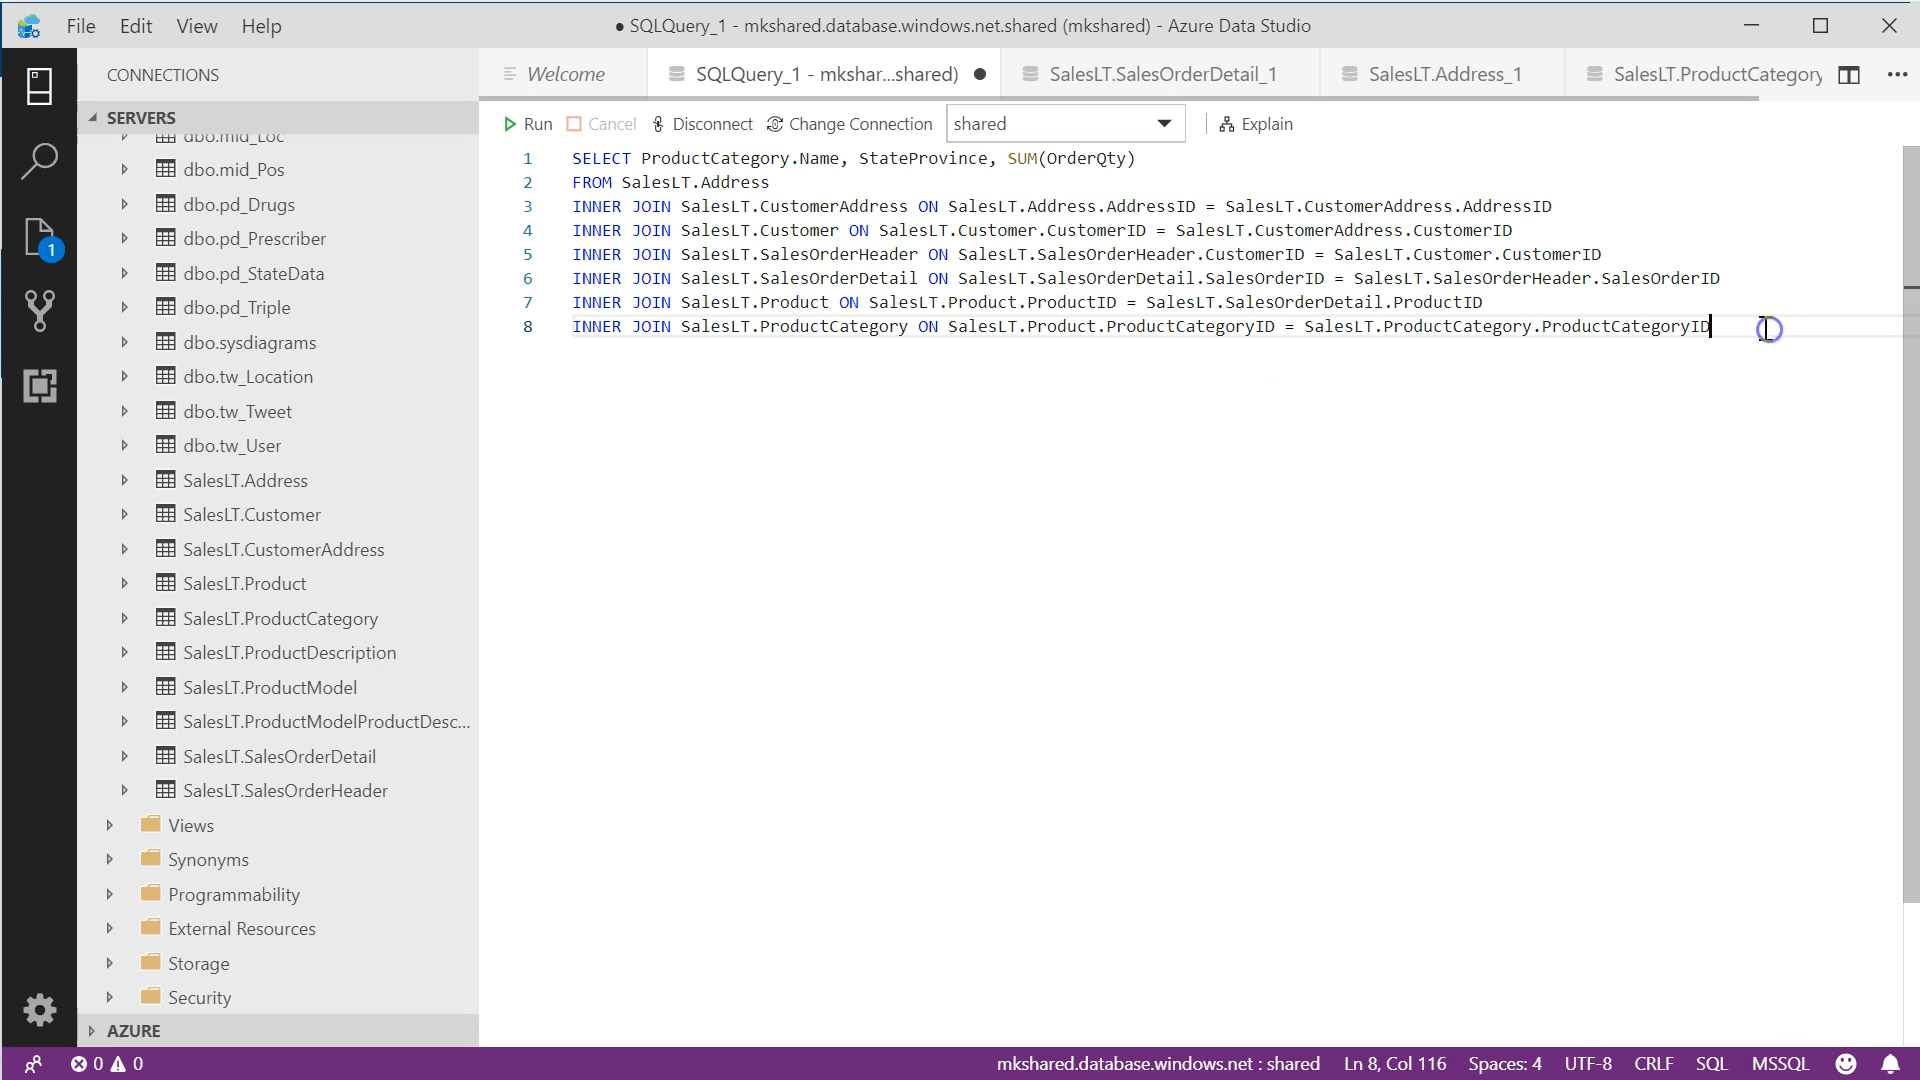 File Edit View Help
● SQLQuery_1 - mkshared.database.windows.net.shared (mkshared) - Azure Data Studio
CONNECTIONS
Welcome
SQLQuery_1 - mkshar...shared) ●
SalesLT.SalesOrderDetail_1
SalesLT.Address_1
SalesLT.ProductCategory
SERVERS
Run Cancel Disconnect Change Connection shared Explain
dbo.mid_Loc
dbo.mid_Pos
dbo.pd_Drugs
dbo.pd_Prescriber
dbo.pd_StateData
dbo.pd_Triple
dbo.sysdiagrams
dbo.tw_Location
dbo.tw_Tweet
dbo.tw_User
SalesLT.Address
SalesLT.Customer
SalesLT.CustomerAddress
SalesLT.Product
SalesLT.ProductCategory
SalesLT.ProductDescription
SalesLT.ProductModel
SalesLT.ProductModelProductDesc...
SalesLT.SalesOrderDetail
SalesLT.SalesOrderHeader
Views
Synonyms
Programmability
External Resources
Storage
Security
AZURE
1
1 SELECT ProductCategory.Name, StateProvince, SUM(OrderQty)
2 FROM SalesLT.Address
3 INNER JOIN SalesLT.CustomerAddress ON SalesLT.Address.AddressID = SalesLT.CustomerAddress.AddressID
4 INNER JOIN SalesLT.Customer ON SalesLT.Customer.CustomerID = SalesLT.CustomerAddress.CustomerID
5 INNER JOIN SalesLT.SalesOrderHeader ON SalesLT.SalesOrderHeader.CustomerID = SalesLT.Customer.CustomerID
6 INNER JOIN SalesLT.SalesOrderDetail ON SalesLT.SalesOrderDetail.SalesOrderID = SalesLT.SalesOrderHeader.SalesOrderID
7 INNER JOIN SalesLT.Product ON SalesLT.Product.ProductID = SalesLT.SalesOrderDetail.ProductID
8 INNER JOIN SalesLT.ProductCategory ON SalesLT.Product.ProductCategoryID = SalesLT.ProductCategory.ProductCategoryID
0 0
mkshared.database.windows.net : shared Ln 8, Col 116 Spaces: 4 UTF-8 CRLF SQL MSSQL